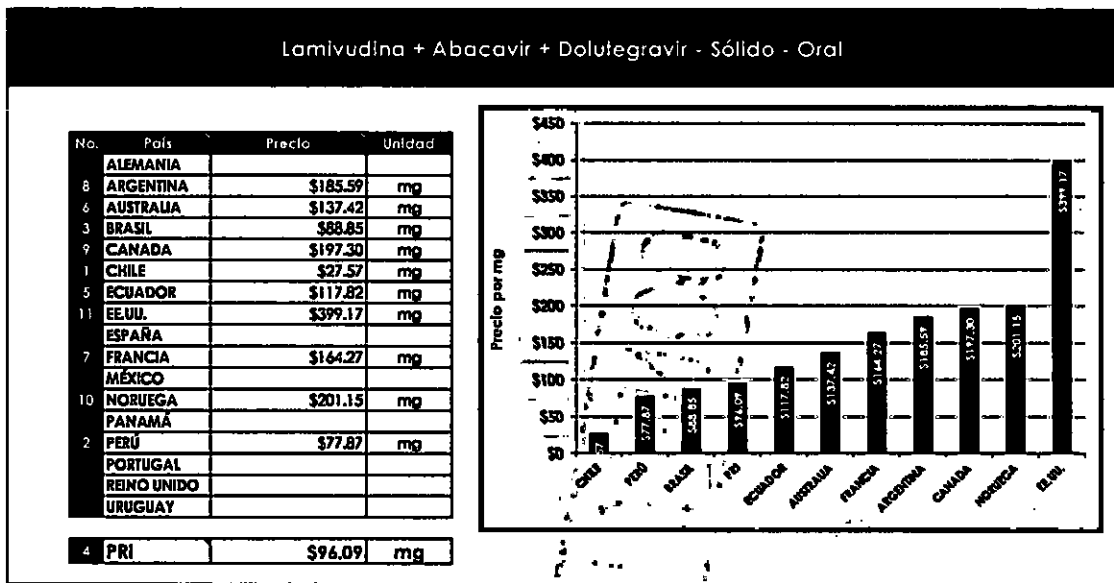 Lamivudina + Abacavir + Dolutegravir - Sólido - Oral
No. País Precio Unidad
ALEMANIA
8 ARGENTINA $185.59 mg
6 AUSTRALIA $137.42 mg
3 BRASIL $88.85 mg
9 CANADA $197.30 mg
1 CHILE $27.57 mg
5 ECUADOR $117.82 mg
11 EE.UU. $399.17 mg
ESPAÑA
7 FRANCIA $164.27 mg
MÉXICO
10 NORUEGA $201.15 mg
PANAMÁ
2 PERÚ $77.87 mg
PORTUGAL
REINO UNIDO
URUGUAY
4 PRI $96.09 mg
Precio por mg
$450
$400
$350
$300
$250
$200
$150
$100
$50
$0
$77.87
$88.85
$96.09
$117.82
$137.42
$164.27
$185.59
$197.30
$201.15
$399.17
CHILE
PERÚ
BRASIL
PRI
ECUADOR
AUSTRALIA
FRANCIA
ARGENTINA
CANADA
NORUEGA
EE.UU.